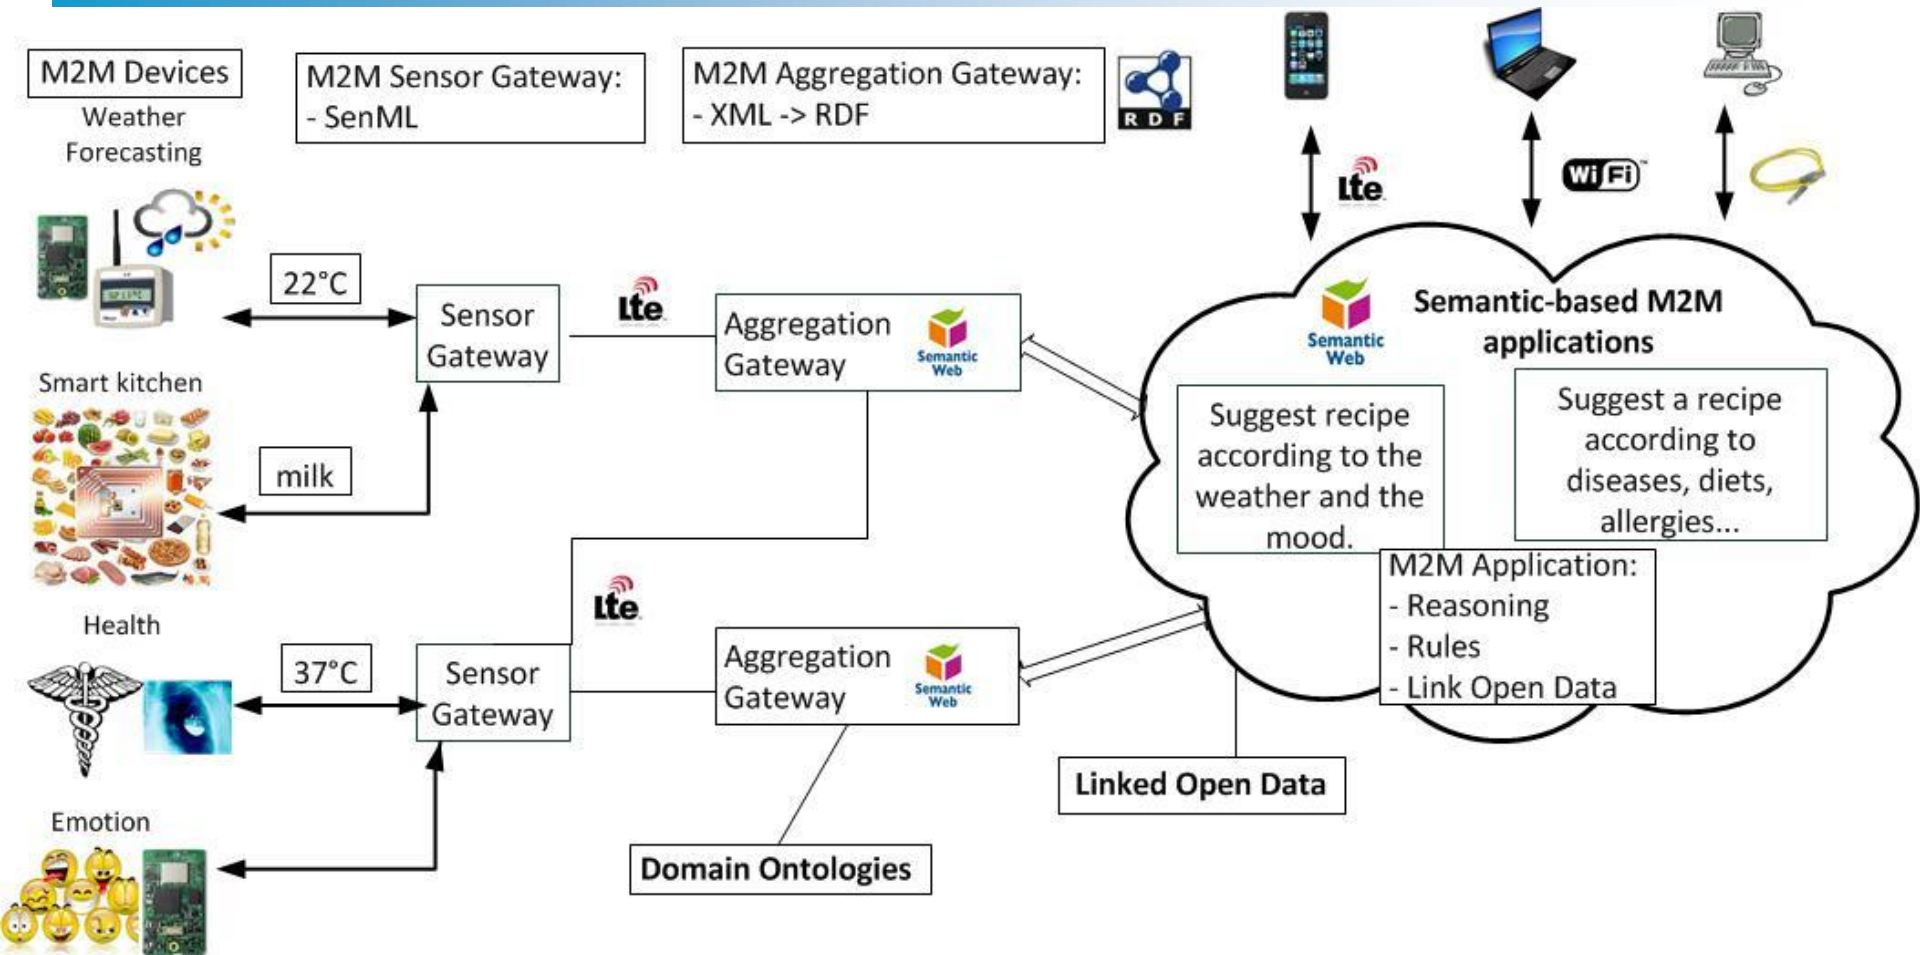 M2M Devices
Weather
Forecasting
M2M Sensor Gateway:
- SenML
M2M Aggregation Gateway:
- XML -> RDF
RDF
Lte
WiFi
22°C
Sensor
Gateway
Lte
Aggregation
Gateway
Semantic
Web
Smart kitchen
milk
Health
37°C
Sensor
Gateway
Lte
Aggregation
Gateway
Semantic
Web
Emotion
Domain Ontologies
Linked Open Data
Semantic
Web
Semantic-based M2M
applications
Suggest recipe
according to the
weather and the
mood.
Suggest a recipe
according to
diseases, diets,
allergies...
M2M Application:
- Reasoning
- Rules
- Link Open Data